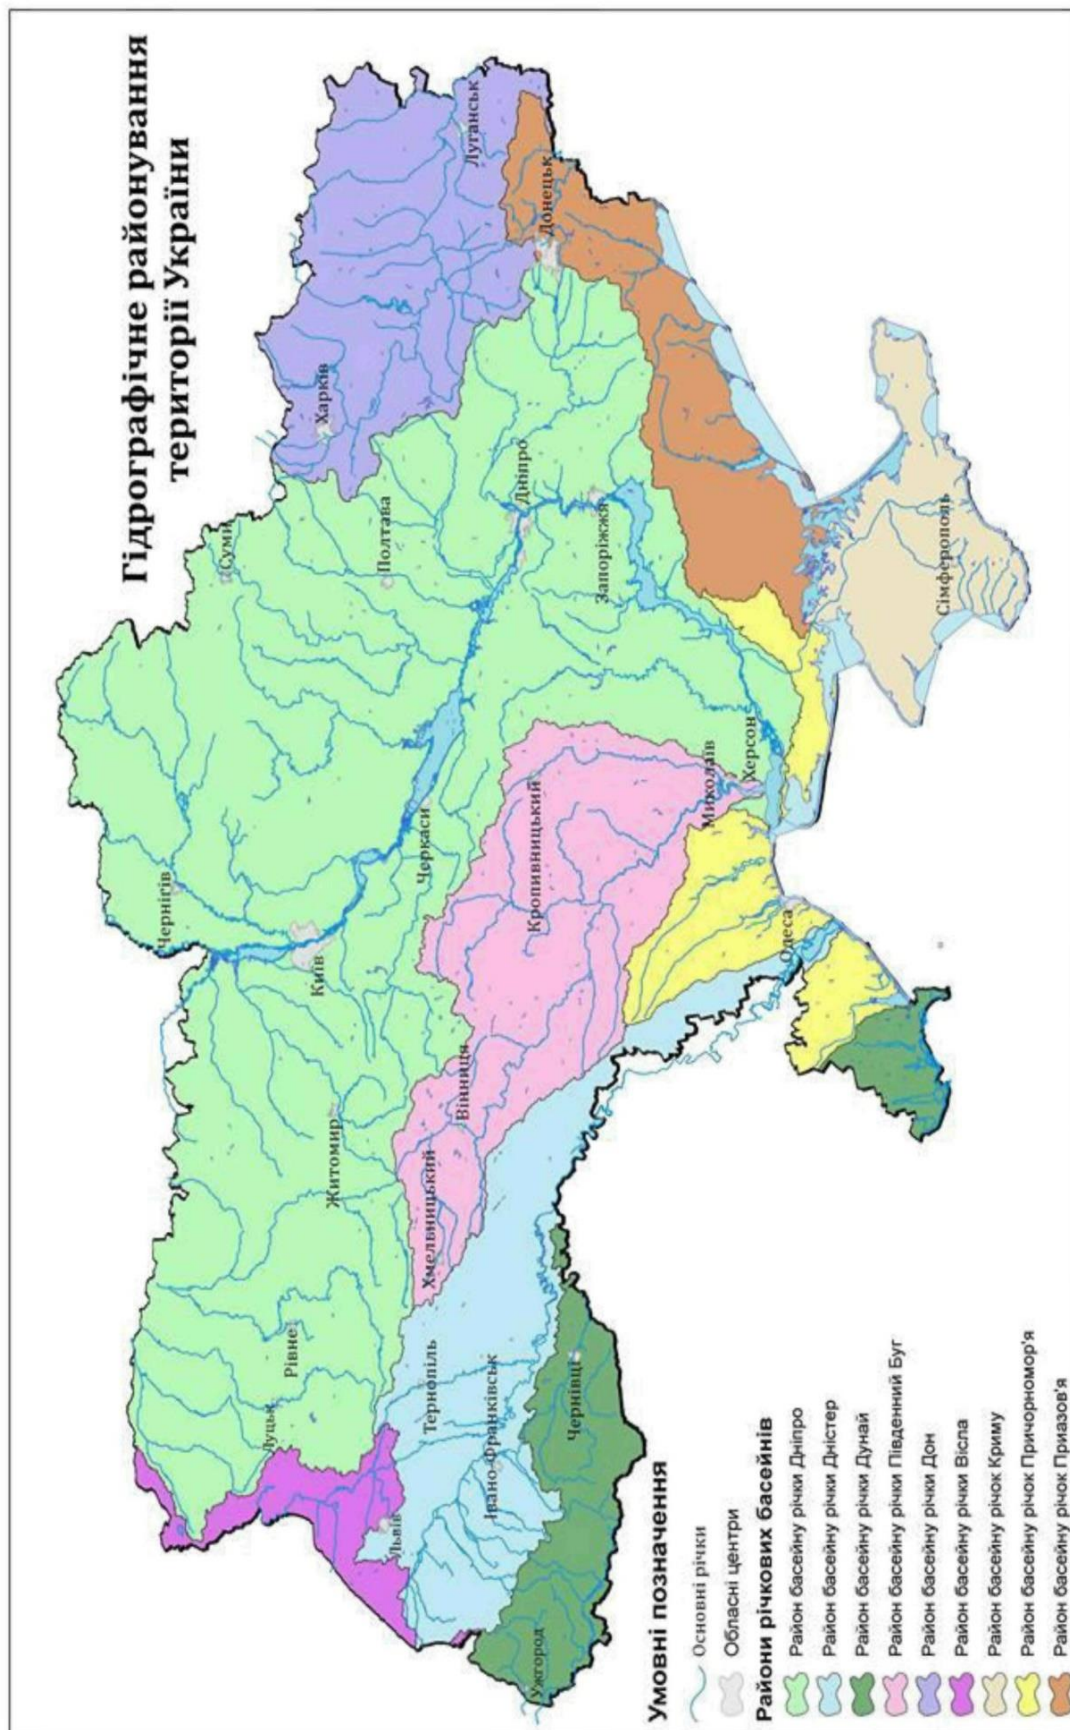 Гідрографічне районування
території України
Луганськ
Донецьк
Харків
Суми
Полтава
Дніпро
Запоріжжя
Сімферополь
Чернігів
Київ
Черкаси
Кропивницький
Миколаїв
Херсон
Одеса
Житомир
Вінниця
Хмельницький
Рівне
Луцьк
Тернопіль
Івано-Франківськ
Чернівці
Львів
Ужгород
Умовні позначення
Основні річки
Обласні центри
Райони річкових басейнів
Район басейну річки Дніпро
Район басейну річки Дністер
Район басейну річки Дунай
Район басейну річки Південний Буг
Район басейну річки Дон
Район басейну річки Вісла
Район басейну річок Криму
Район басейну річок Причорномор'я
Район басейну річок Приазов'я